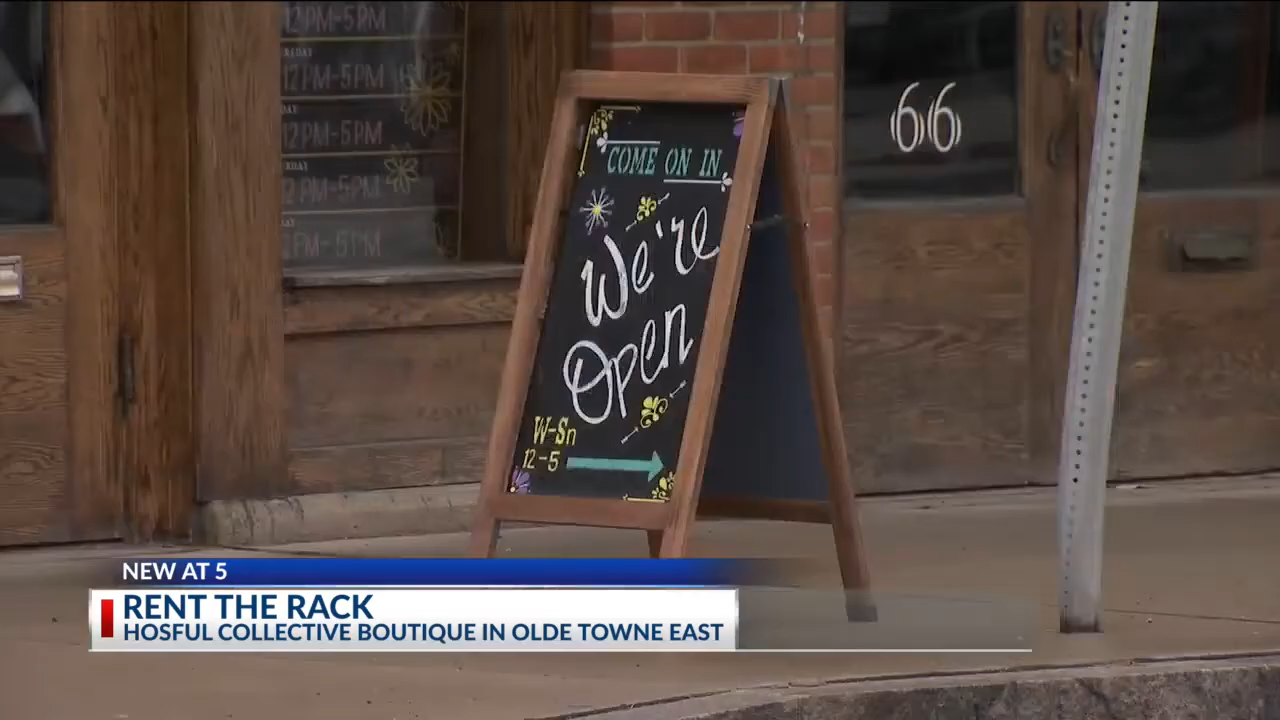 12PM-5PM
12PM-5PM
12PM-5PM
2PM-5PM
PM-5PM
COME ON IN
We're
Open
W-Sn
12-5
66
NEW AT 5
RENT THE RACK
HOSFUL COLLECTIVE BOUTIQUE IN OLDE TOWNE EAST